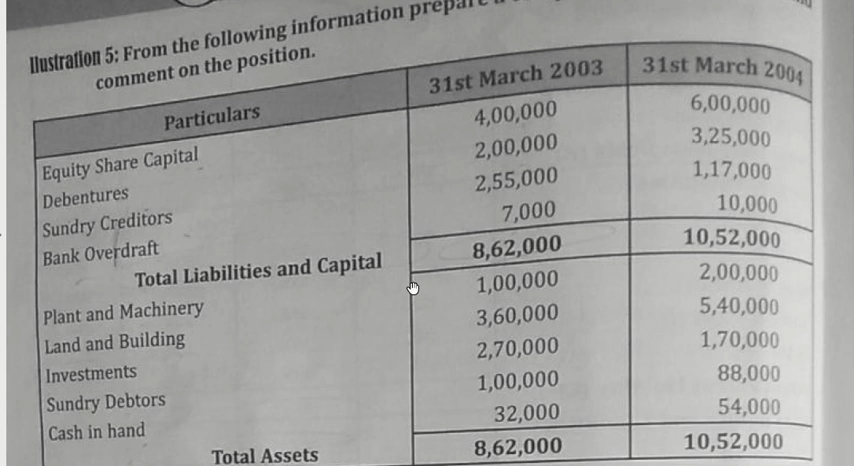 Illustration 5: From the following information prepare a
comment on the position.
Particulars 31st March 2003 31st March 2004
Equity Share Capital 4,00,000 6,00,000
Debentures 2,00,000 3,25,000
Sundry Creditors 2,55,000 1,17,000
Bank Overdraft 7,000 10,000
Total Liabilities and Capital 8,62,000 10,52,000
Plant and Machinery 1,00,000 2,00,000
Land and Building 3,60,000 5,40,000
Investments 2,70,000 1,70,000
Sundry Debtors 1,00,000 88,000
Cash in hand 32,000 54,000
Total Assets 8,62,000 10,52,000